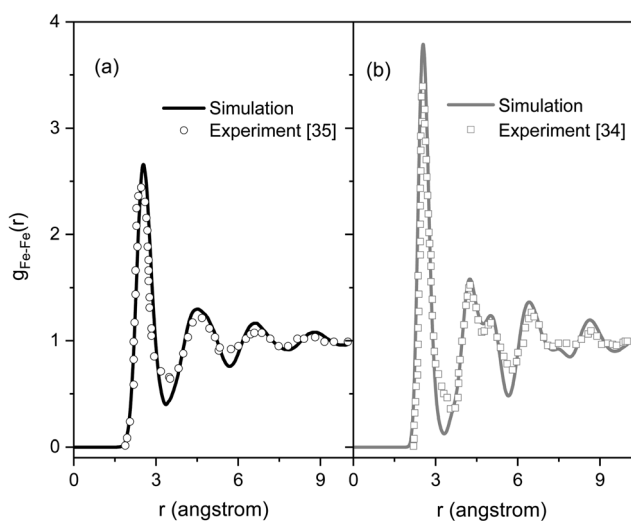 4
3
2
1
0
g_Fe-Fe(r)
(a)
Simulation
Experiment [35]
(b)
Simulation
Experiment [34]
0 3 6 9
0 3 6 9
r (angstrom)
r (angstrom)